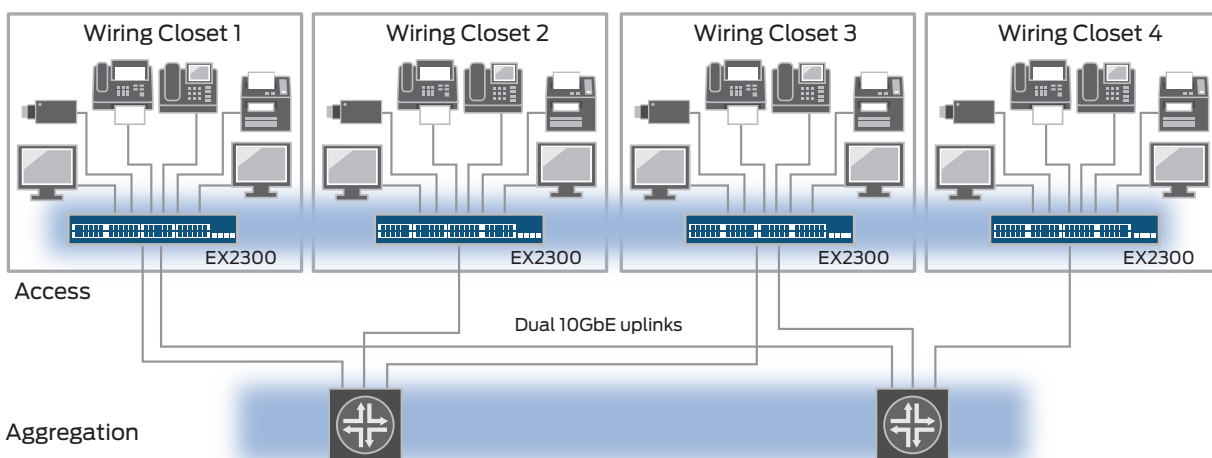 Wiring Closet 1
Wiring Closet 2
Wiring Closet 3
Wiring Closet 4
EX2300
EX2300
EX2300
EX2300
Access
Dual 10GbE uplinks
Aggregation